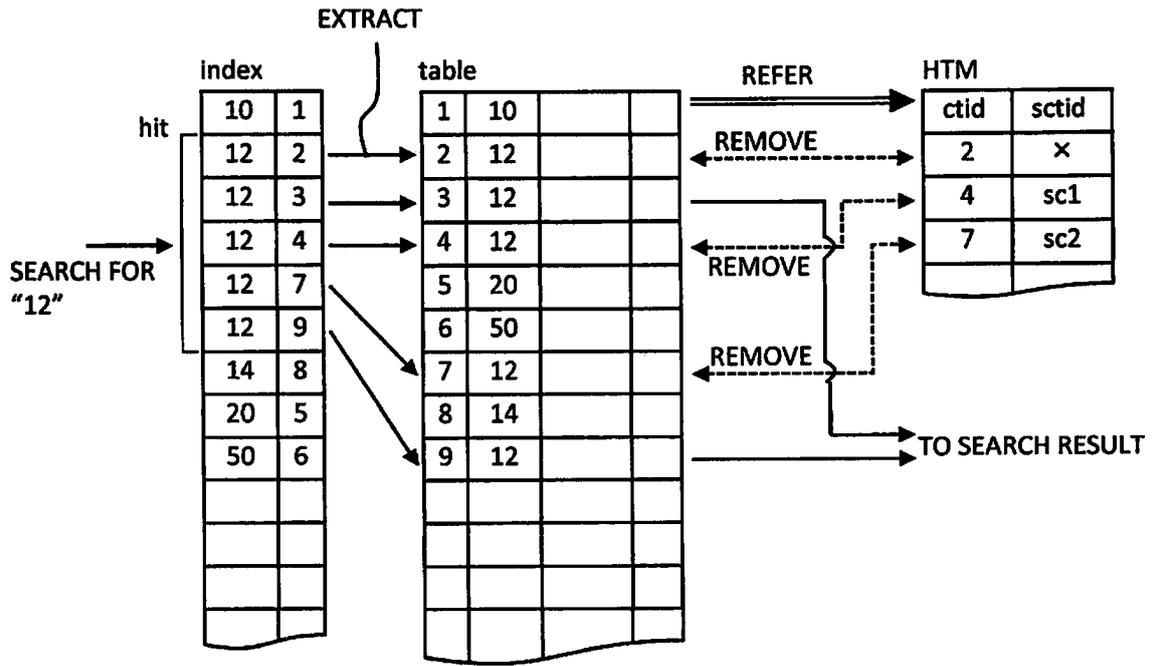 EXTRACT
index
table
REFER
HTM
10 1
1 10
ctid sctid
hit
12 2
2 12
REMOVE
2 ×
12 3
3 12
4 sc1
12 4
4 12
REMOVE
7 sc2
SEARCH FOR
"12"
12 7
5 20
12 9
6 50
REMOVE
14 8
7 12
20 5
8 14
50 6
9 12
TO SEARCH RESULT